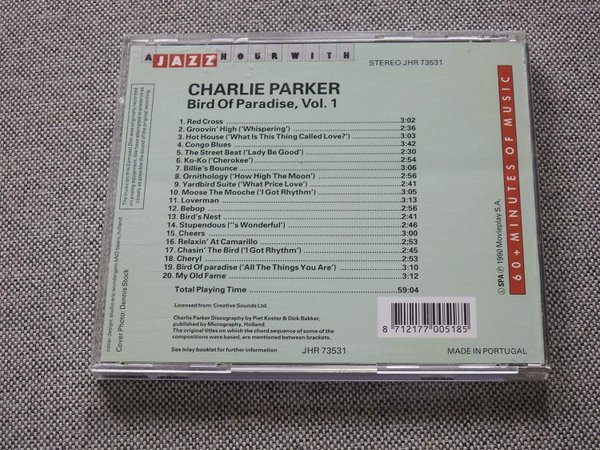 A JAZZ HOUR WITH
STEREO JHR 73531
CHARLIE PARKER
Bird Of Paradise, Vol. 1
1. Red Cross 3:02
2. Groovin' High ('Whispering') 2:36
3. Hot House ('What Is This Thing Called Love?') 3:03
4. Congo Blues 3:42
5. The Street Beat ('Lady Be Good') 3:30
6. Ko-Ko ('Cherokee') 2:54
7. Billie's Bounce 3:06
8. Ornithology ('How High The Moon') 2:56
9. Yardbird Suite ('What Price Love') 2:41
10. Moose The Mooche ('I Got Rhythm') 3:05
11. Loverman 3:13
12. Bebop 2:41
13. Bird's Nest 2:41
14. Stupendous (''s Wonderful') 2:45
15. Cheers 2:53
16. Relaxin' At Camarillo 2:53
17. Chasin' The Bird ('I Got Rhythm') 2:45
18. Cheryl 2:53
19. Bird Of paradise ('All The Things You Are') 3:10
20. My Old Fame 3:12
Total Playing Time 59:04
Licensed from: Creative Sounds Ltd.
Charlie Parker Discography by Piet Koster & Dick Bakker,
published by Micrography, Holland.
The original titles on which the chord sequence of some of the
compositions were based, are mentioned between brackets.
See inlay booklet for further information
JHR 73531
8 712177 005185
MADE IN PORTUGAL
60+ MINUTES OF MUSIC
SPA ℗ 1990 Movieplay S.A.
Cover Photo: Dennis Stock